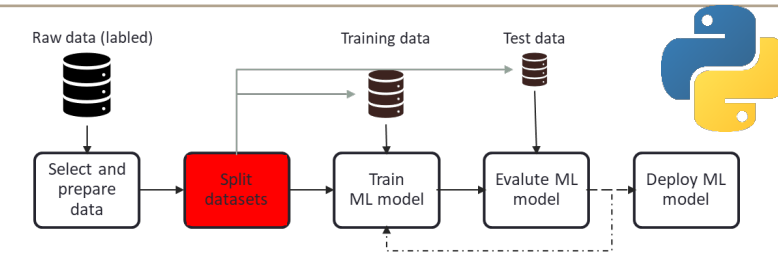 Raw data (labled)
Training data
Test data
Select and
prepare
data
Split
datasets
Train
ML model
Evalute ML
model
Deploy ML
model